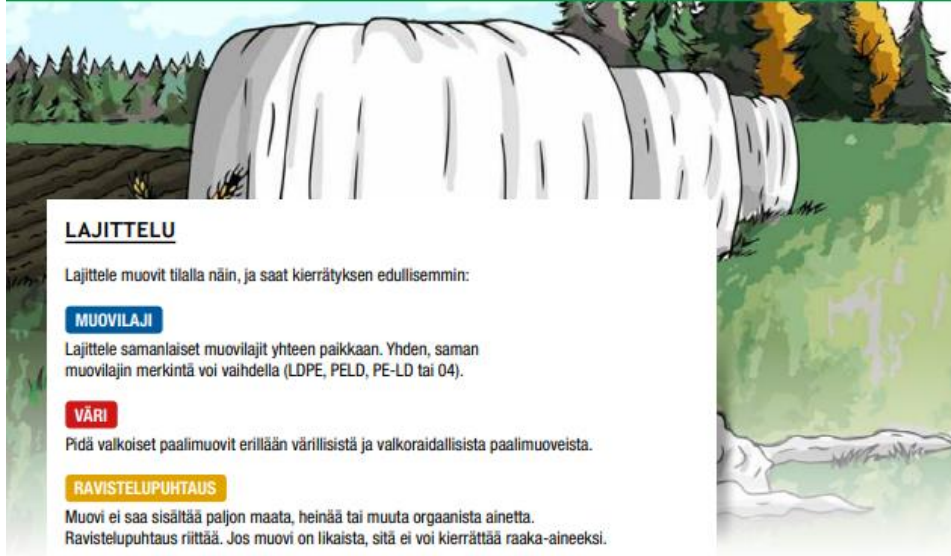 LAJITTELU
Lajittele muovit tilalla näin, ja saat kierrätyksen edullisemmin:
MUOVILAJI
Lajittele samanlaiset muovilajit yhteen paikkaan. Yhden, saman
muovilajin merkintä voi vaihdella (LDPE, PELD, PE-LD tai 04).
VÄRI
Pidä valkoiset paalimuovit erillään värillisistä ja valkoraidallisista paalimuoveista.
RAVISTELUPUHTAUS
Muovi ei saa sisältää paljon maata, heinää tai muuta orgaanista ainetta.
Ravistelupuhtaus riittää. Jos muovi on likaista, sitä ei voi kierrättää raaka-aineeksi.